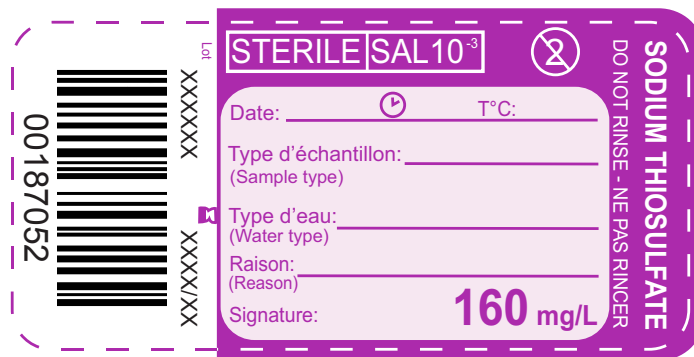 00187052
Lot
XXXXXX
XXXX/XX
STERILE SAL10⁻³
2
Date: T°C:
Type d'échantillon:
(Sample type)
Type d'eau:
(Water type)
Raison:
(Reason)
Signature:
160 mg/L
DO NOT RINSE - NE PAS RINCER
SODIUM THIOSULFATE